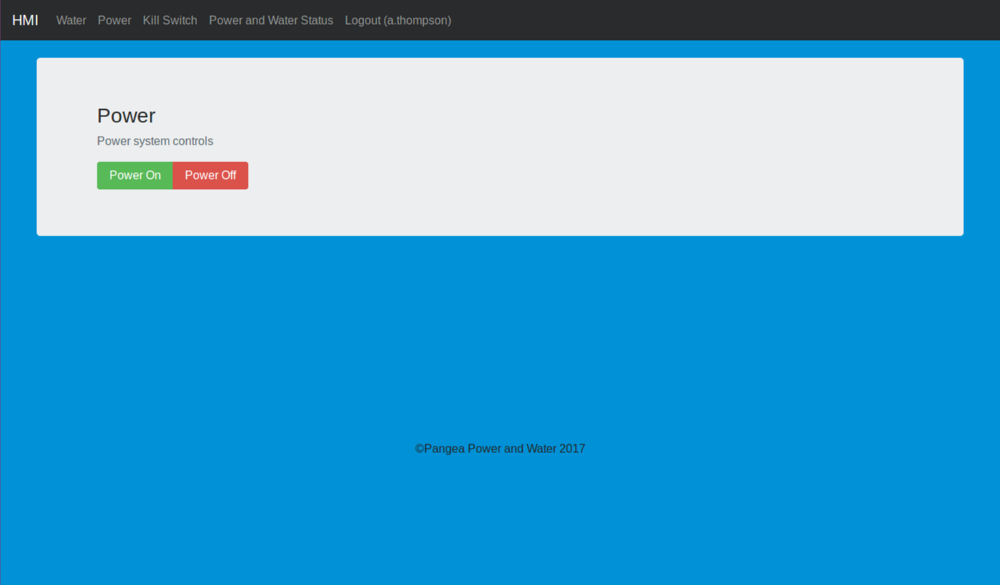 HMI Water Power Kill Switch Power and Water Status Logout (a.thompson)
Power
Power system controls
Power On Power Off
©Pangea Power and Water 2017